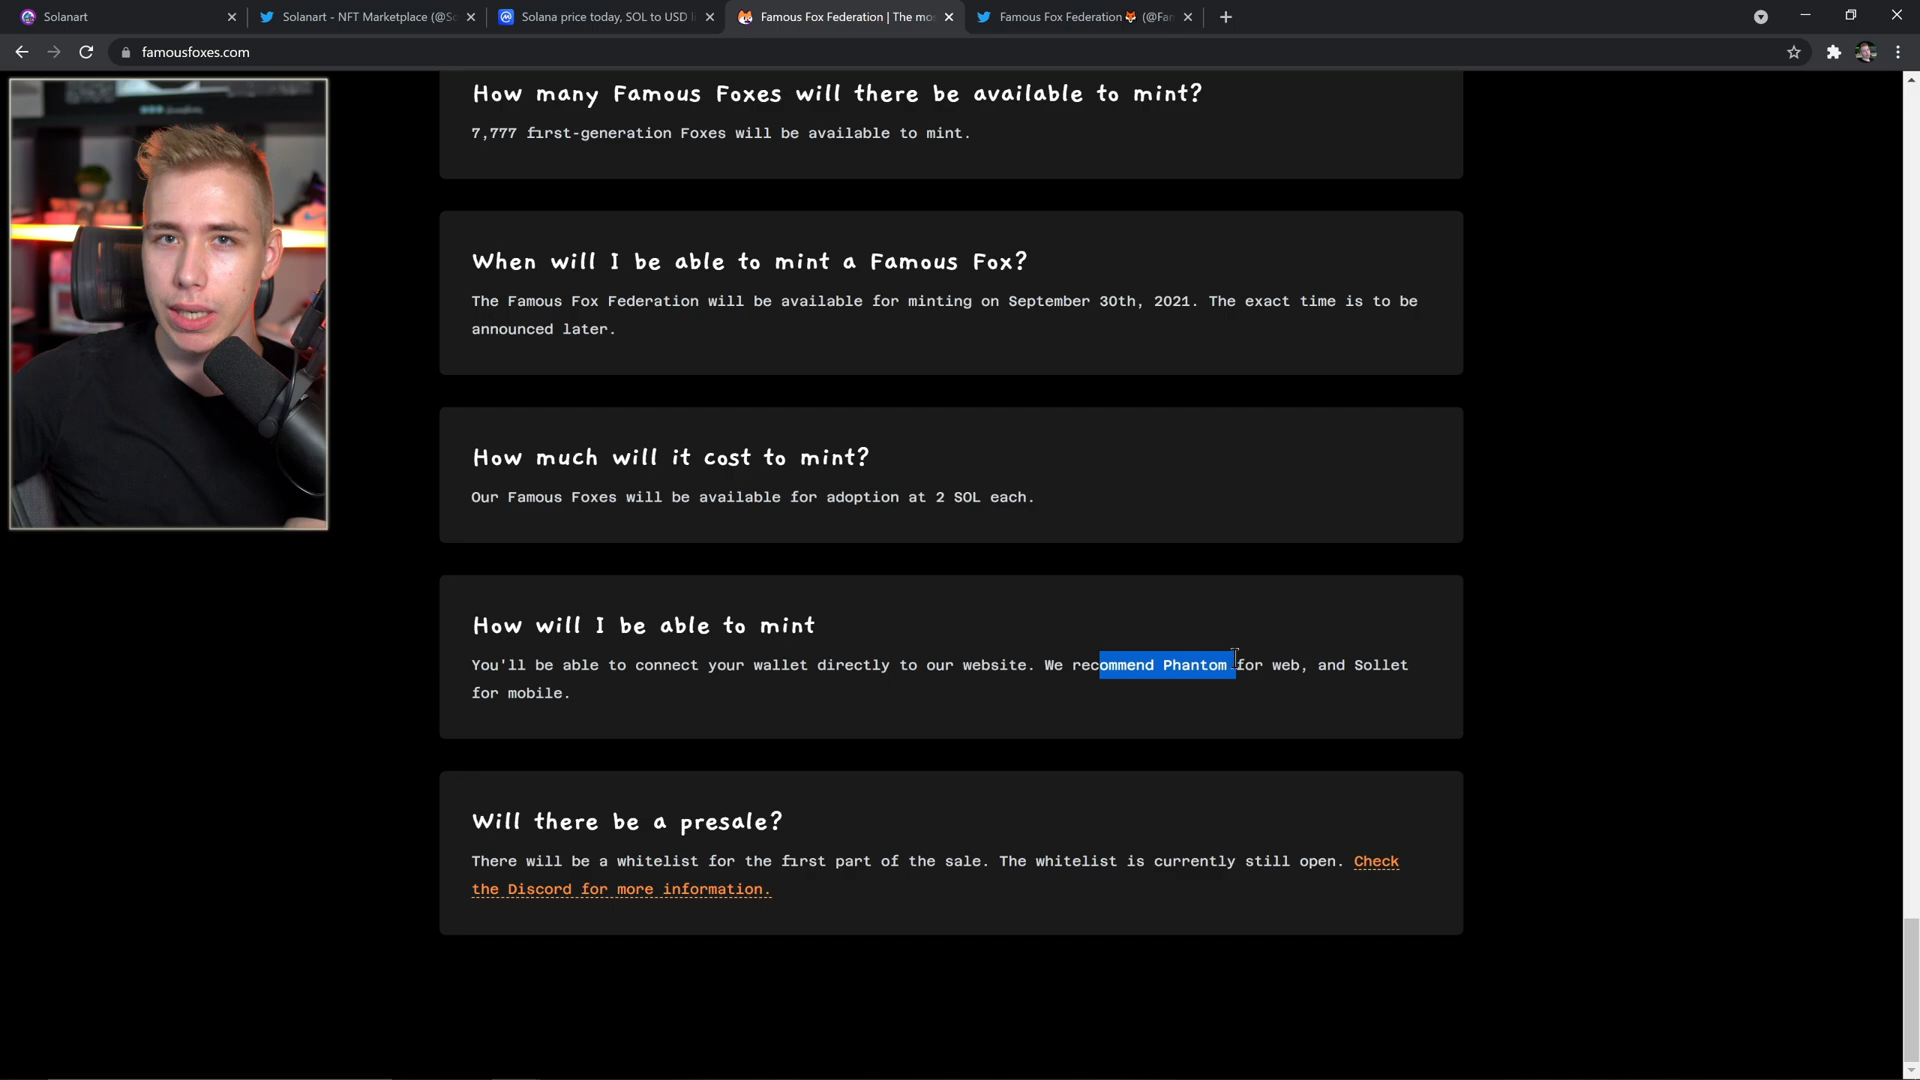 Solanart
Solanart - NFT Marketplace (@So
Solana price today, SOL to USD li
Famous Fox Federation | The mos
Famous Fox Federation 🦊 (@Fam
famousfoxes.com
How many Famous Foxes will there be available to mint?
7,777 first-generation Foxes will be available to mint.
When will I be able to mint a Famous Fox?
The Famous Fox Federation will be available for minting on September 30th, 2021. The exact time is to be
announced later.
How much will it cost to mint?
Our Famous Foxes will be available for adoption at 2 SOL each.
How will I be able to mint
You'll be able to connect your wallet directly to our website. We recommend Phantom for web, and Sollet
for mobile.
Will there be a presale?
There will be a whitelist for the first part of the sale. The whitelist is currently still open. Check
the Discord for more information.